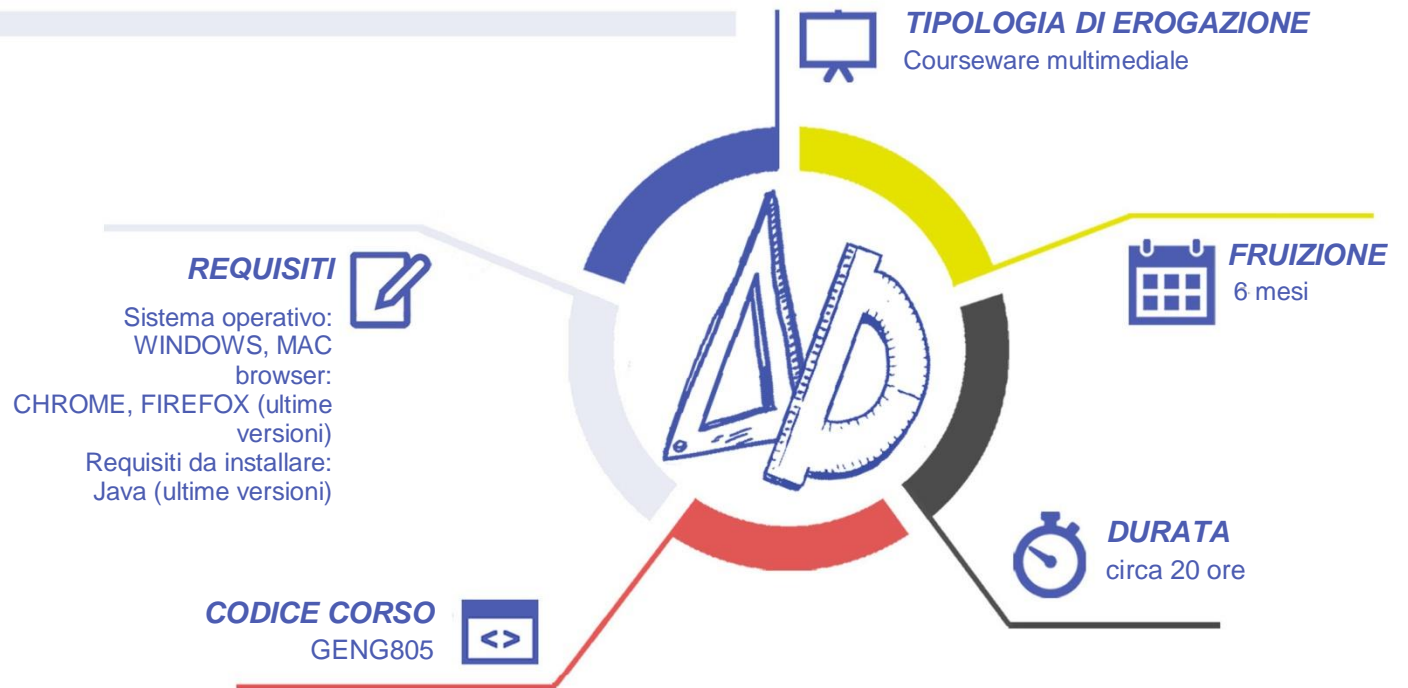 TIPOLOGIA DI EROGAZIONE
Courseware multimediale
REQUISITI
Sistema operativo:
WINDOWS, MAC
browser:
CHROME, FIREFOX (ultime
versioni)
Requisiti da installare:
Java (ultime versioni)
FRUIZIONE
6 mesi
DURATA
circa 20 ore
CODICE CORSO
GENG805
<>